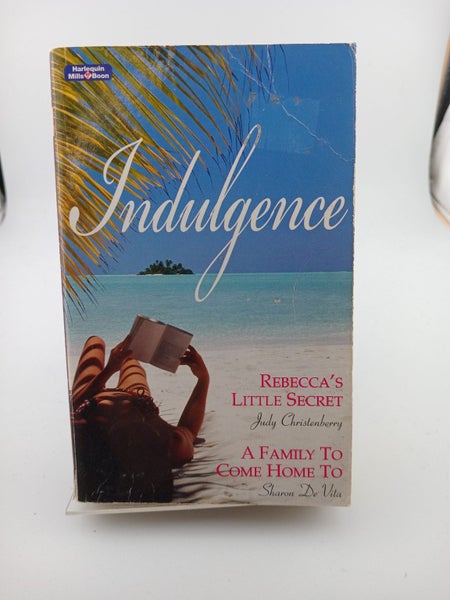 Harlequin
Mills & Boon
Indulgence
REBECCA'S
LITTLE SECRET
Judy Christenberry
A FAMILY TO
COME HOME TO
Sharon De Vita